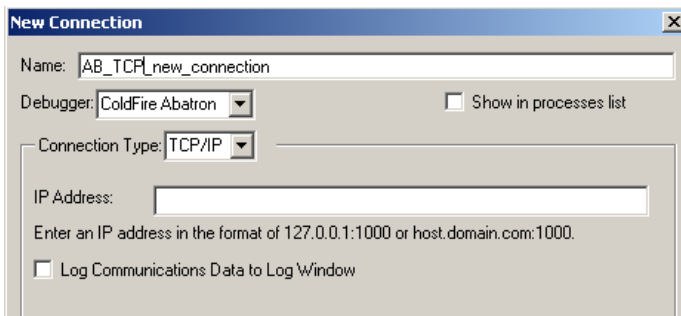 New Connection
Name: AB_TCP_new_connection
Debugger: ColdFire Abatron Show in processes list
Connection Type: TCP/IP
IP Address:
Enter an IP address in the format of 127.0.0.1:1000 or host.domain.com:1000.
Log Communications Data to Log Window